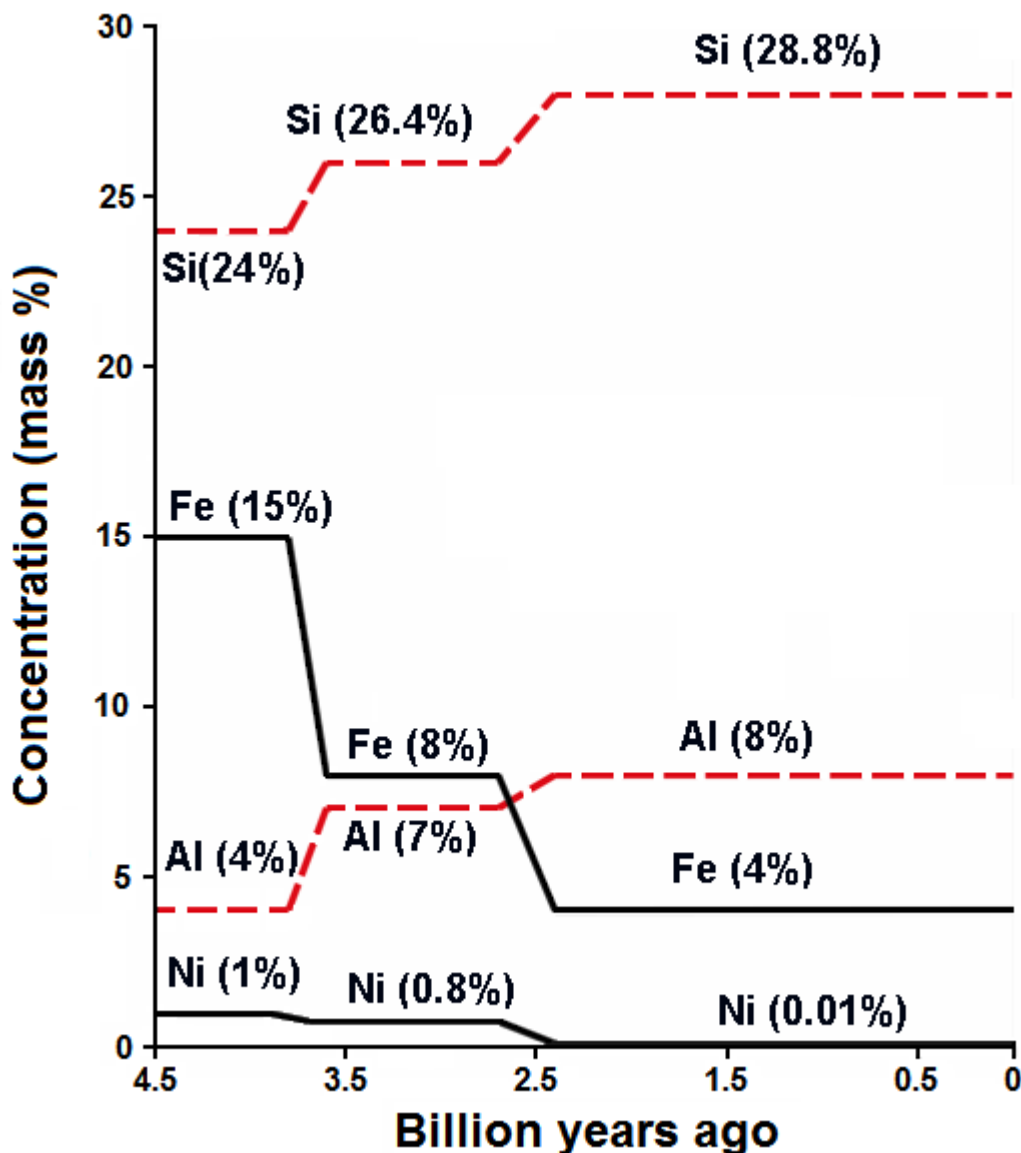 30
Si (28.8%)
Si (26.4%)
25
Si(24%)
20
Fe (15%)
15
10
Fe (8%)
Al (8%)
Al (7%)
Al (4%)
Fe (4%)
5
Ni (1%)
Ni (0.8%)
Ni (0.01%)
0
4.5 3.5 2.5 1.5 0.5 0
Billion years ago
Concentration (mass %)